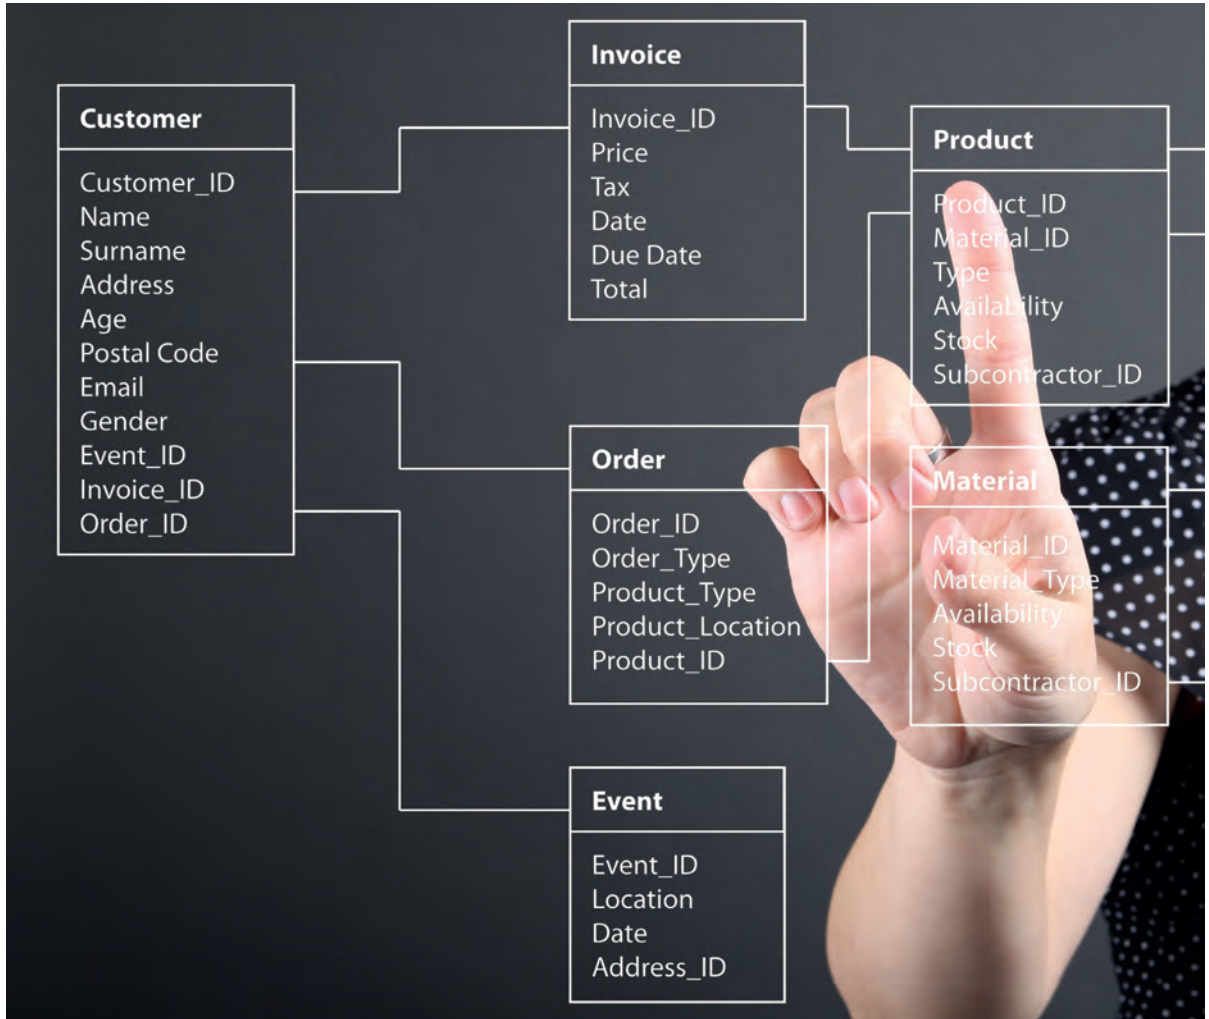 Customer
Customer_ID
Name
Surname
Address
Age
Postal Code
Email
Gender
Event_ID
Invoice_ID
Order_ID
Invoice
Invoice_ID
Price
Tax
Date
Due Date
Total
Order
Order_ID
Order_Type
Product_Type
Product_Location
Product_ID
Event
Event_ID
Location
Date
Address_ID
Product
Product_ID
Material_ID
Type
Availability
Stock
Subcontractor_ID
Material
Material_ID
Material_Type
Availability
Stock
Subcontractor_ID